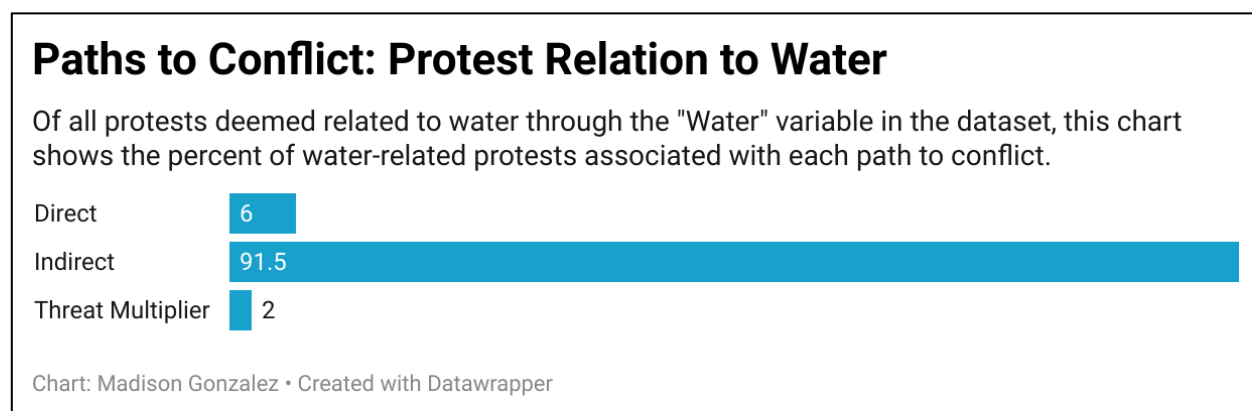 Paths to Conflict: Protest Relation to Water
Of all protests deemed related to water through the "Water" variable in the dataset, this chart
shows the percent of water-related protests associated with each path to conflict.
Direct 6
Indirect 91.5
Threat Multiplier 2
Chart: Madison Gonzalez • Created with Datawrapper